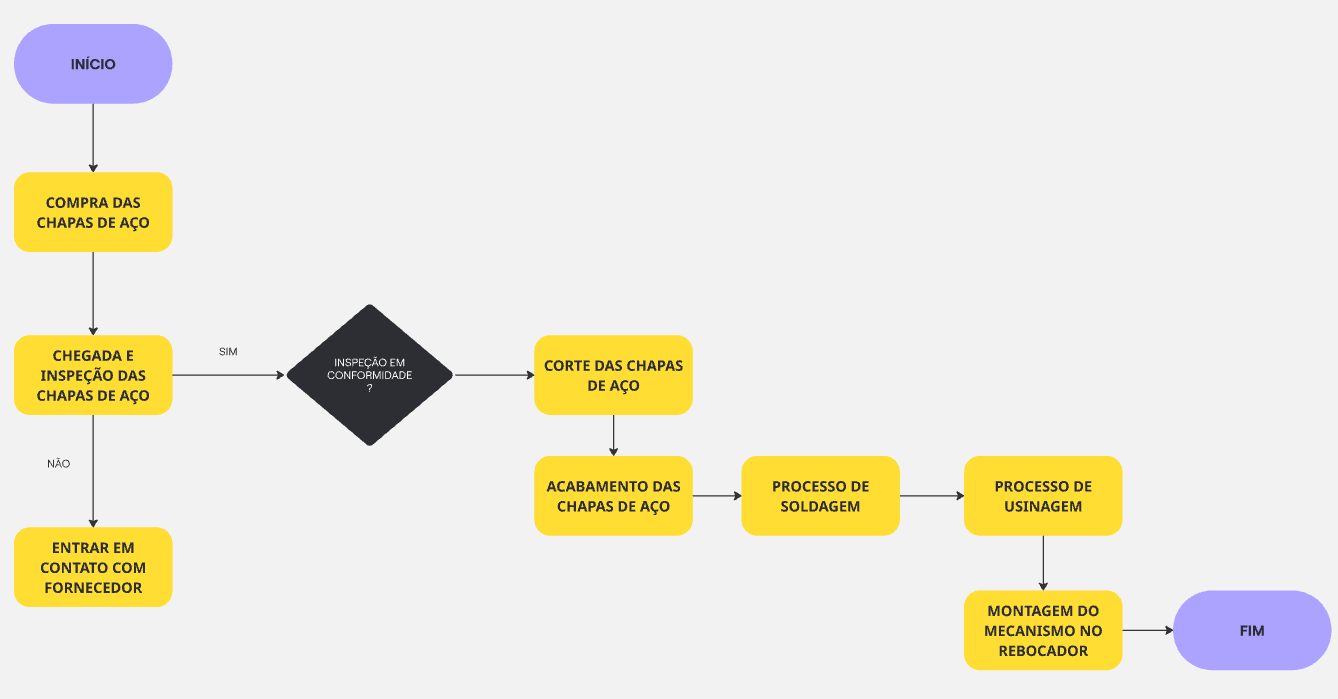 INÍCIO
COMPRA DAS
CHAPAS DE AÇO
CHEGADA E
INSPEÇÃO DAS
CHAPAS DE AÇO
SIM
INSPEÇÃO EM
CONFORMIDADE
?
CORTE DAS CHAPAS
DE AÇO
NÃO
ENTRAR EM
CONTATO COM
FORNECEDOR
ACABAMENTO DAS
CHAPAS DE AÇO
PROCESSO DE
SOLDAGEM
PROCESSO DE
USINAGEM
MONTAGEM DO
MECANISMO NO
REBOCADOR
FIM